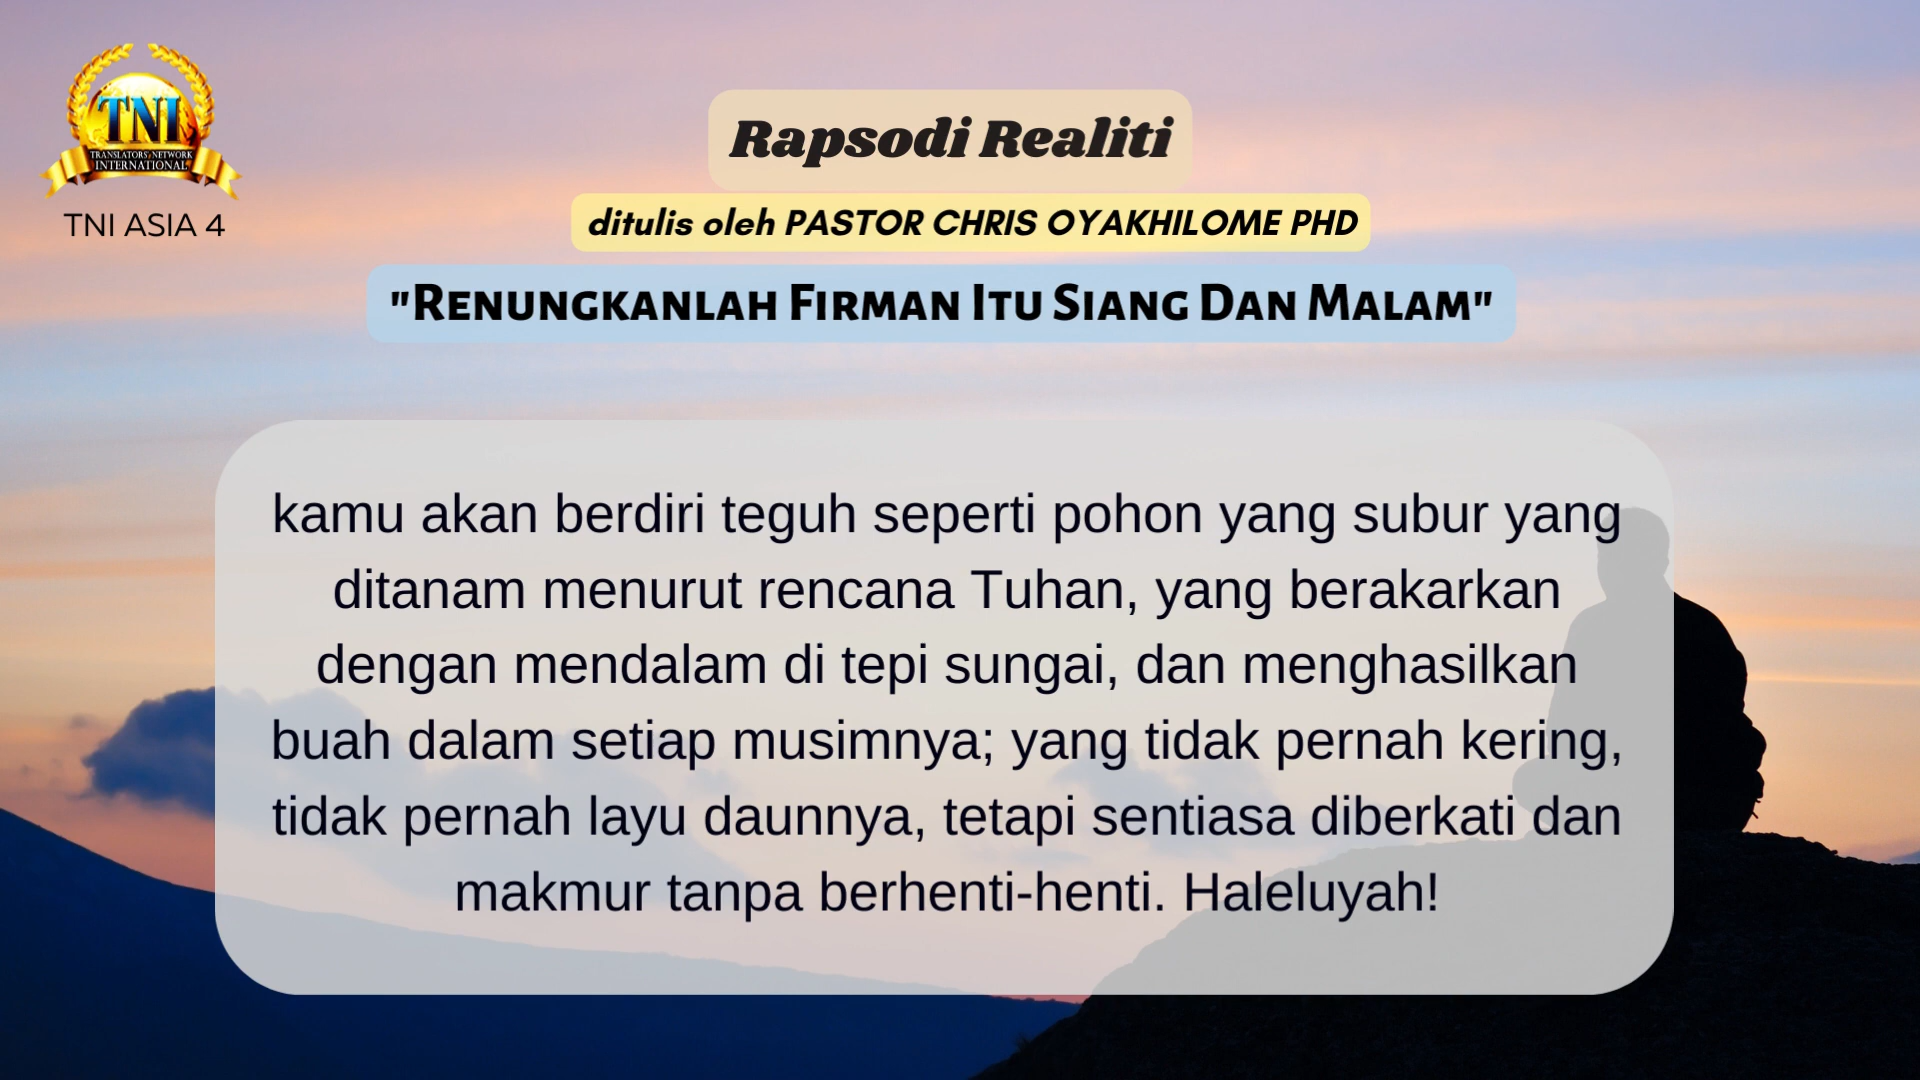 TNI
TRANSLATORS NETWORK
INTERNATIONAL
TNI ASIA 4
Rapsodi Realiti
ditulis oleh PASTOR CHRIS OYAKHILOME PHD
"Renungkanlah Firman Itu Siang Dan Malam"
kamu akan berdiri teguh seperti pohon yang subur yang
ditanam menurut rencana Tuhan, yang berakarkan
dengan mendalam di tepi sungai, dan menghasilkan
buah dalam setiap musimnya; yang tidak pernah kering,
tidak pernah layu daunnya, tetapi sentiasa diberkati dan
makmur tanpa berhenti-henti. Haleluyah!